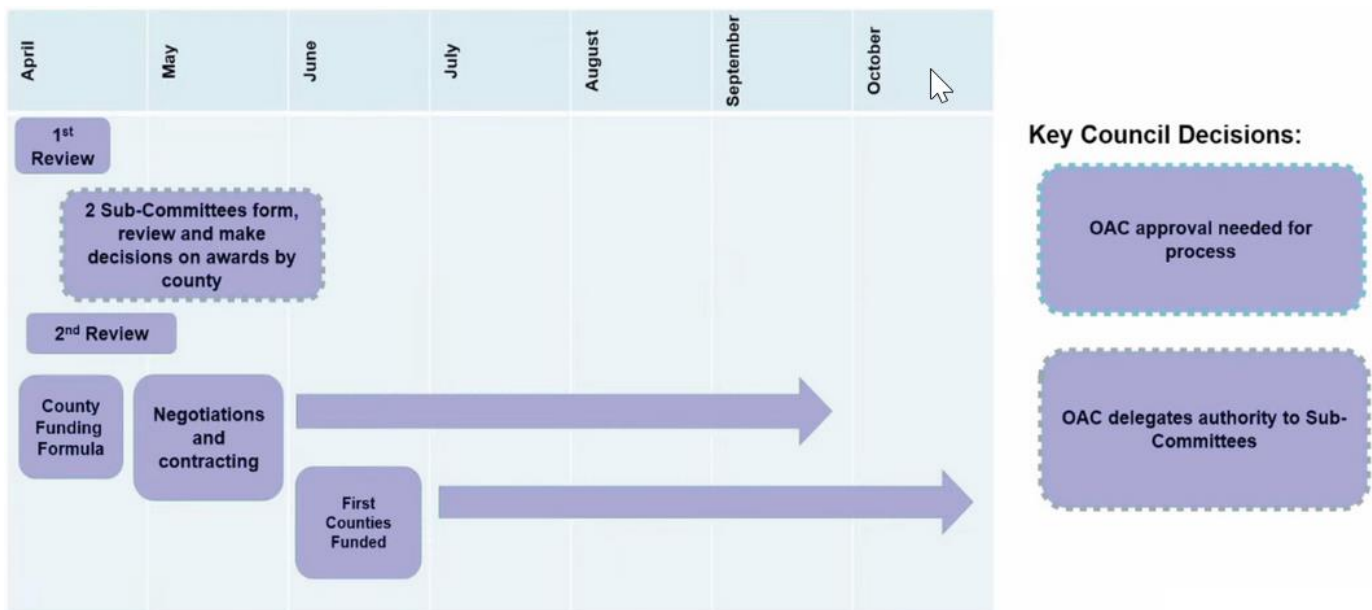 April
May
June
July
August
September
October
1st
Review
2 Sub-Committees form,
review and make
decisions on awards by
county
2nd Review
County
Funding
Formula
Negotiations
and
contracting
First
Counties
Funded
Key Council Decisions:
OAC approval needed for
process
OAC delegates authority to Sub-
Committees